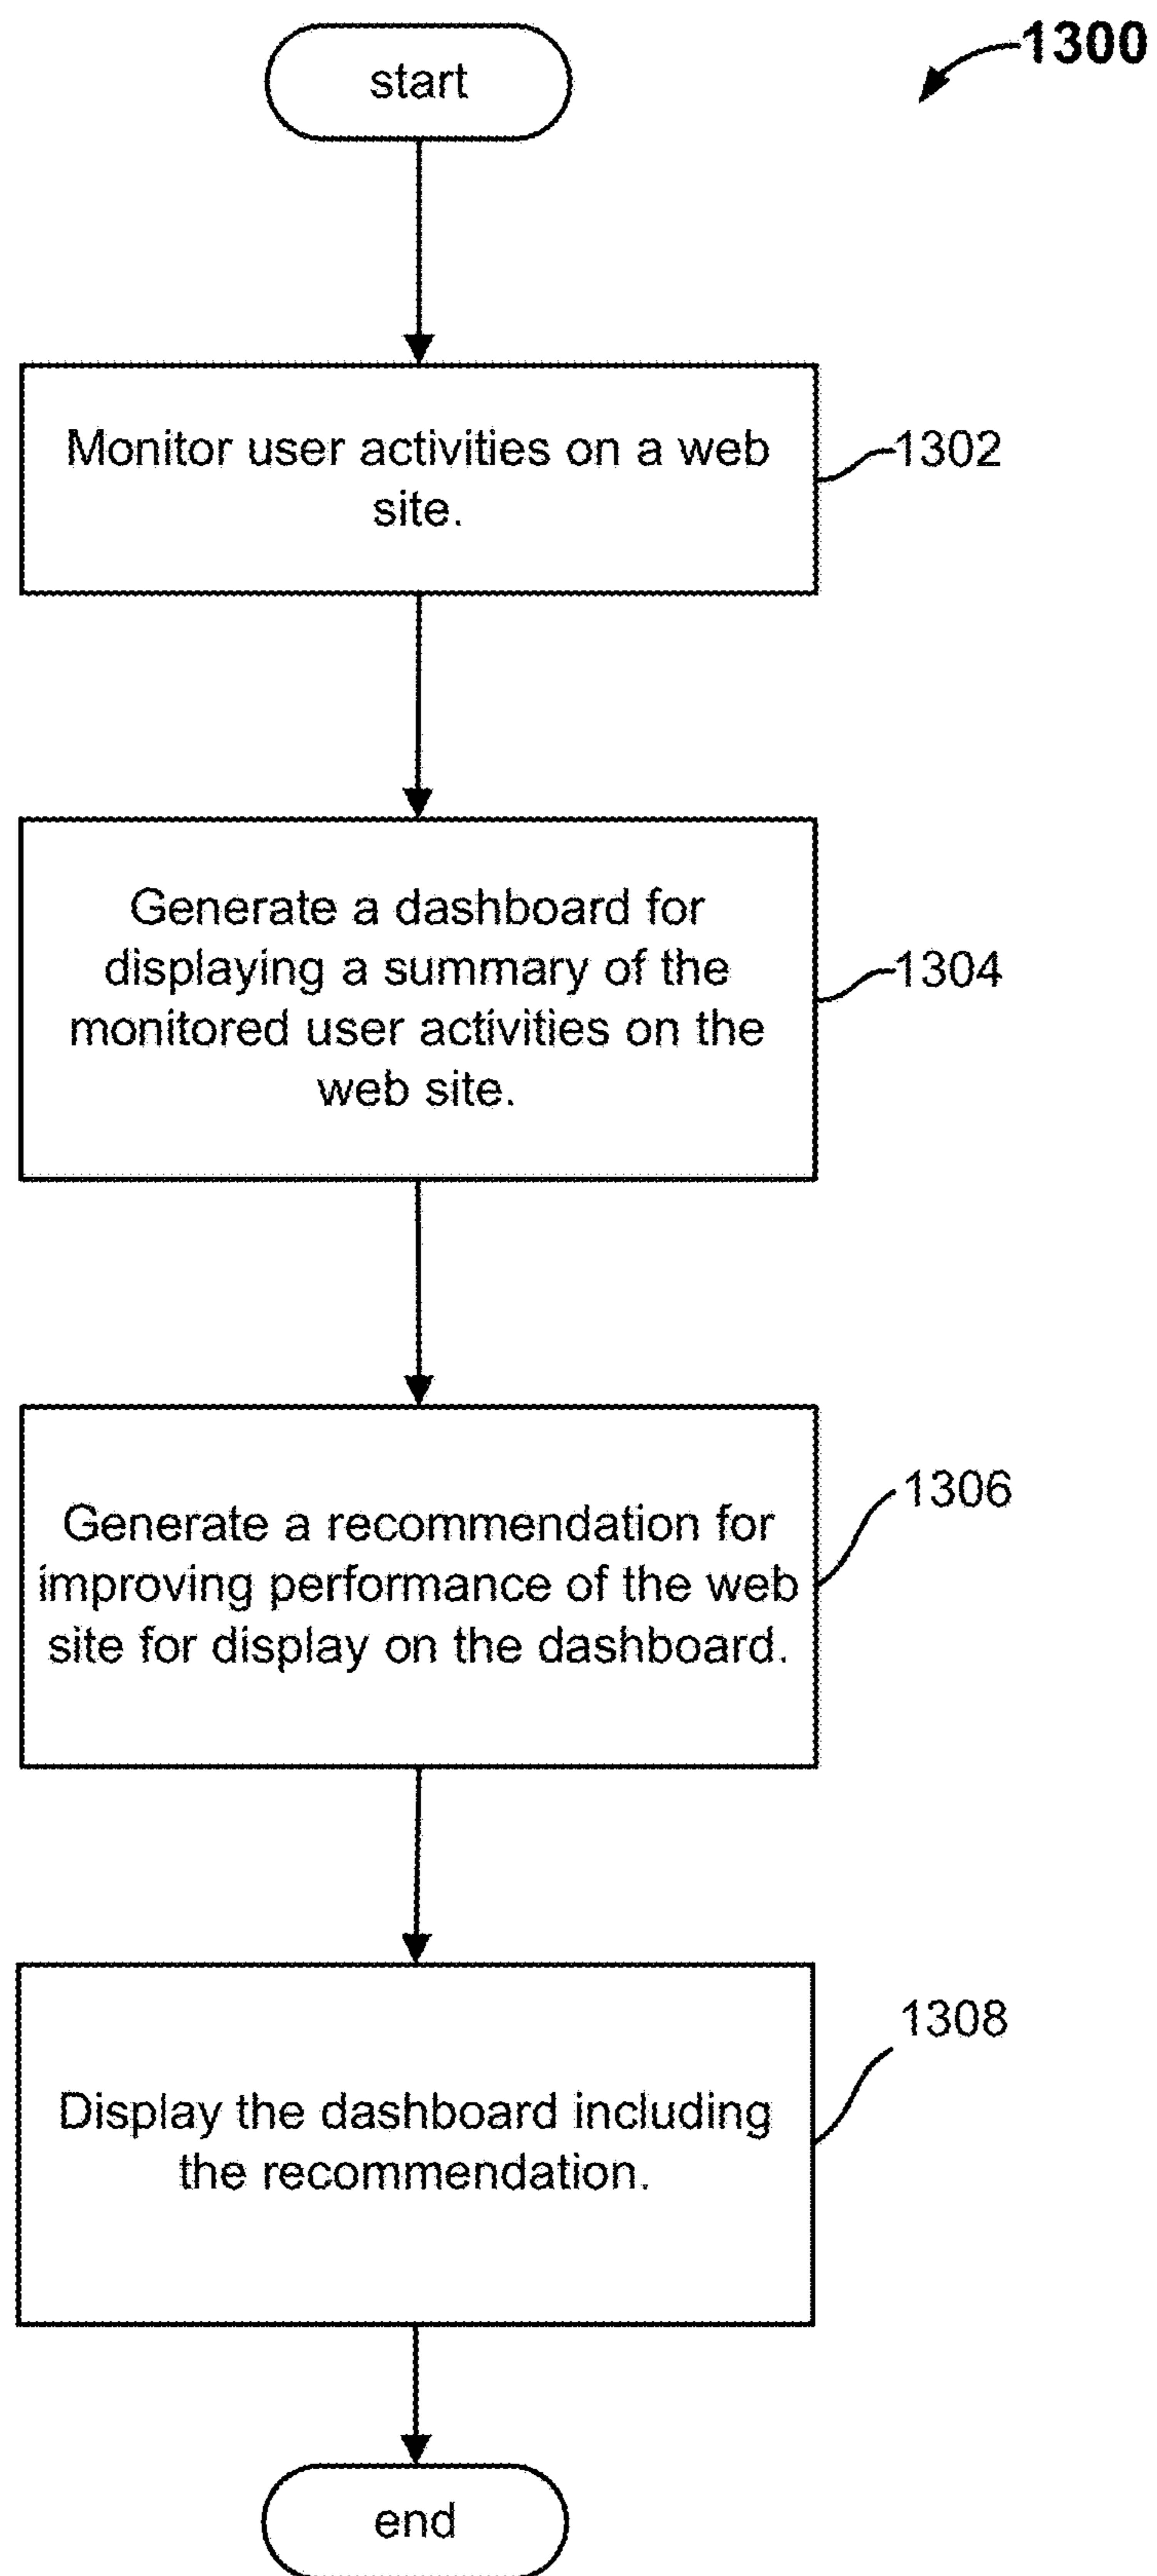 start
1300
Monitor user activities on a web
site.
1302
Generate a dashboard for
displaying a summary of the
monitored user activities on the
web site.
1304
Generate a recommendation for
improving performance of the web
site for display on the dashboard.
1306
Display the dashboard including
the recommendation.
1308
end